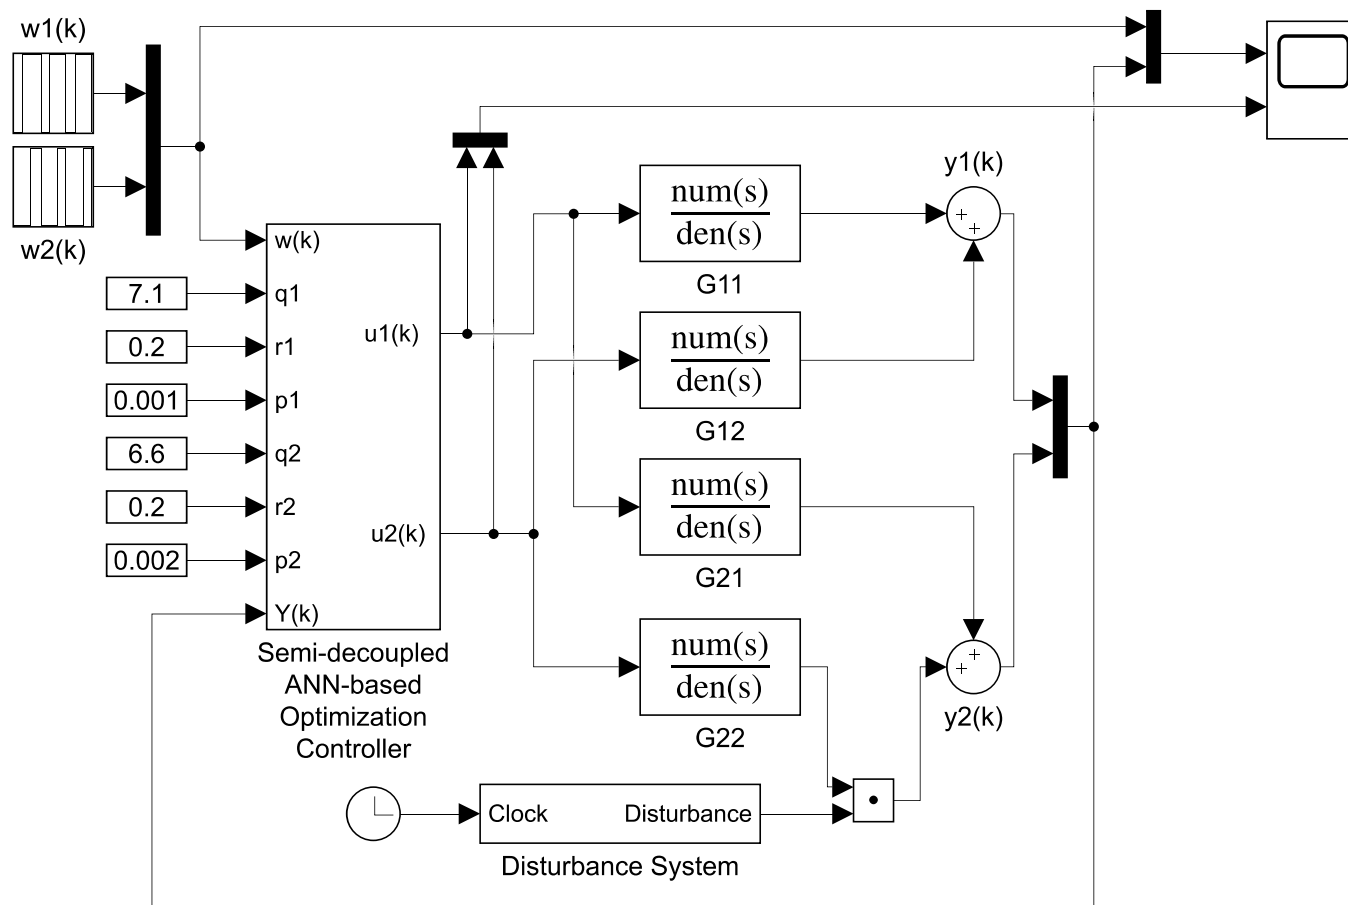 w1(k)
w2(k)
7.1
0.2
0.001
6.6
0.2
0.002
w(k)
q1
r1
p1
q2
r2
p2
Y(k)
u1(k)
u2(k)
Semi-decoupled
ANN-based
Optimization
Controller
num(s)
den(s)
G11
num(s)
den(s)
G12
num(s)
den(s)
G21
num(s)
den(s)
G22
y1(k)
+
+
+
+
y2(k)
Clock
Disturbance
Disturbance System